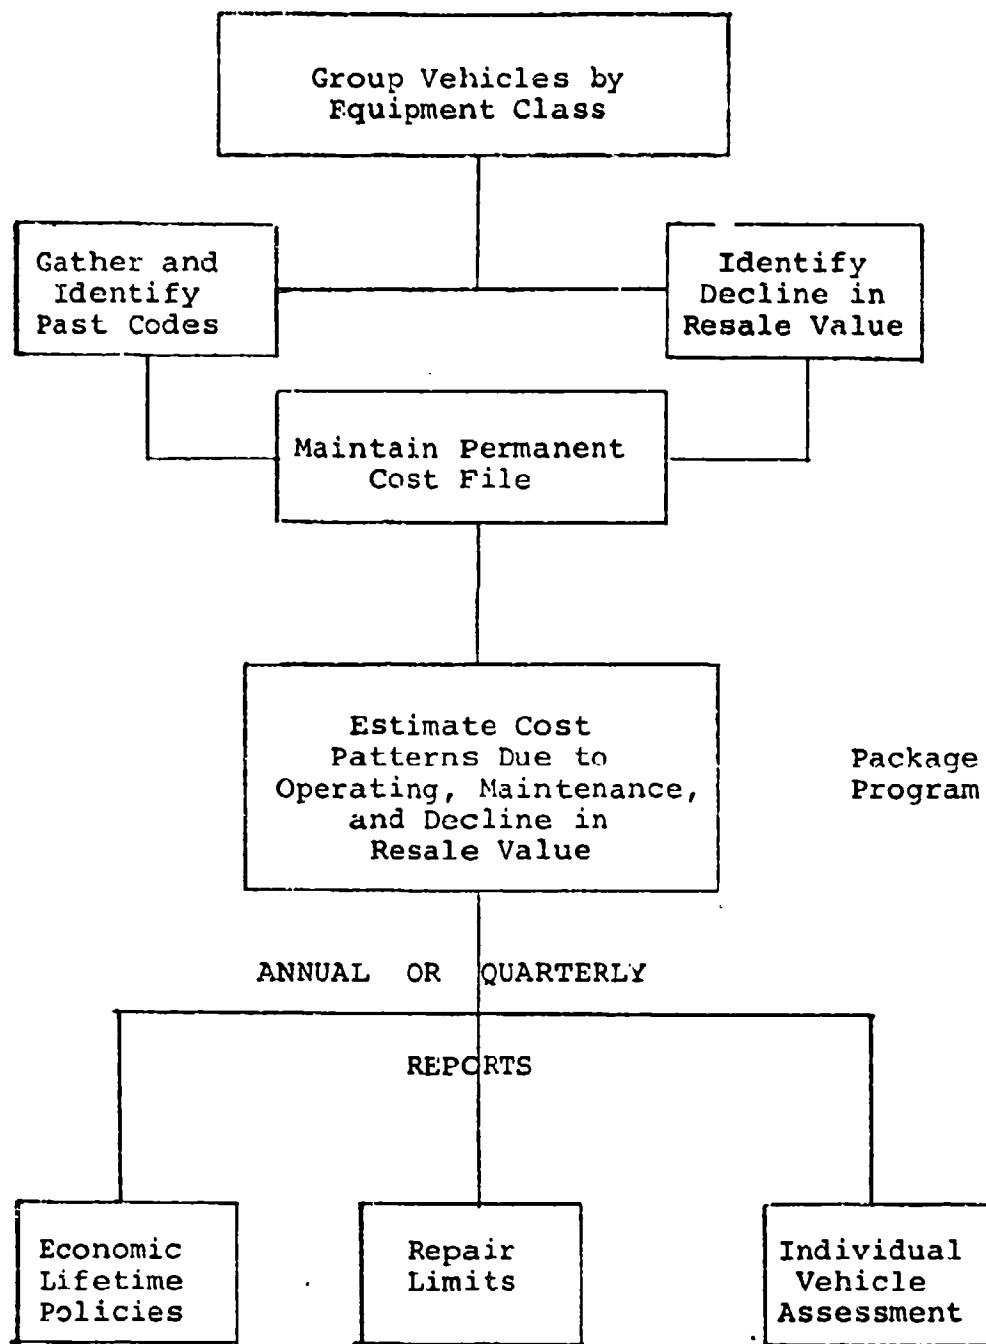 Group Vehicles by
Equipment Class
Gather and
Identify
Past Codes
Identify
Decline in
Resale Value
Maintain Permanent
Cost File
Estimate Cost
Patterns Due to
Operating, Maintenance,
and Decline in
Resale Value
Package
Program
ANNUAL OR QUARTERLY
REPORTS
Economic
Lifetime
Policies
Repair
Limits
Individual
Vehicle
Assessment